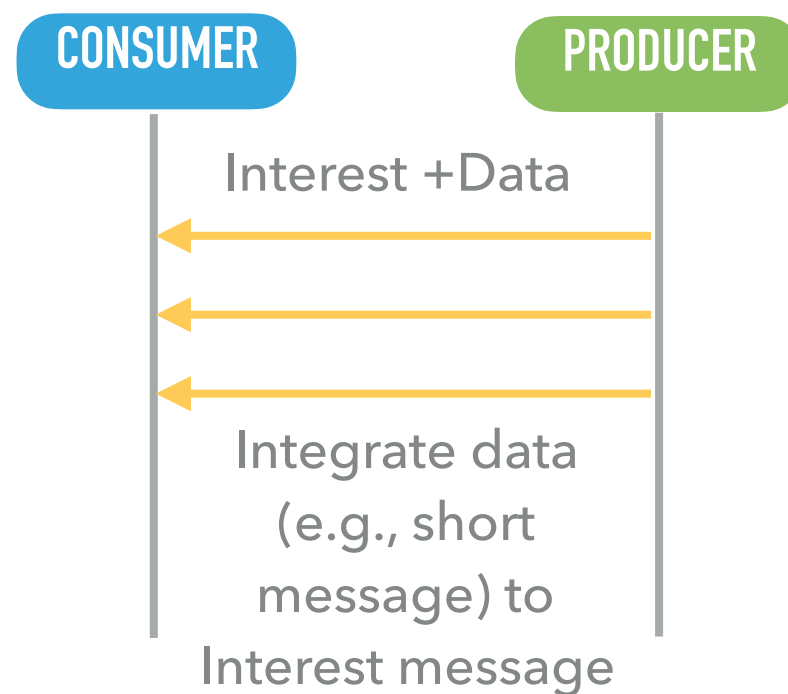 CONSUMER
PRODUCER
Interest +Data
Integrate data
(e.g., short
message) to
Interest message